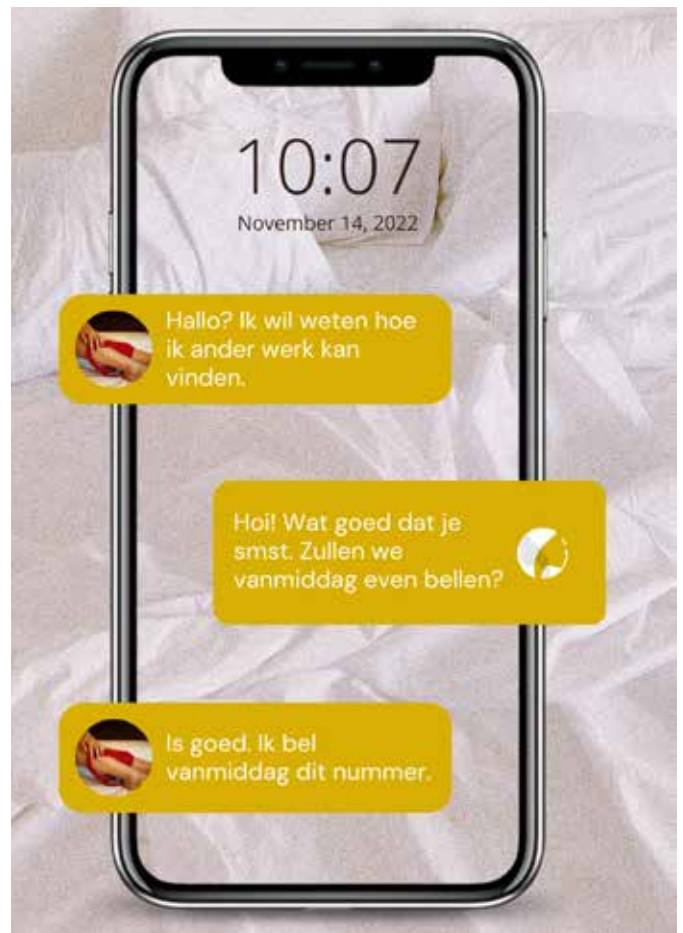 10:07
November 14, 2022
Hallo? Ik wil weten hoe
ik ander werk kan
vinden.
Hoi! Wat goed dat je
smst. Zullen we
vanmiddag even bellen?
Is goed. Ik bel
vanmiddag dit nummer.